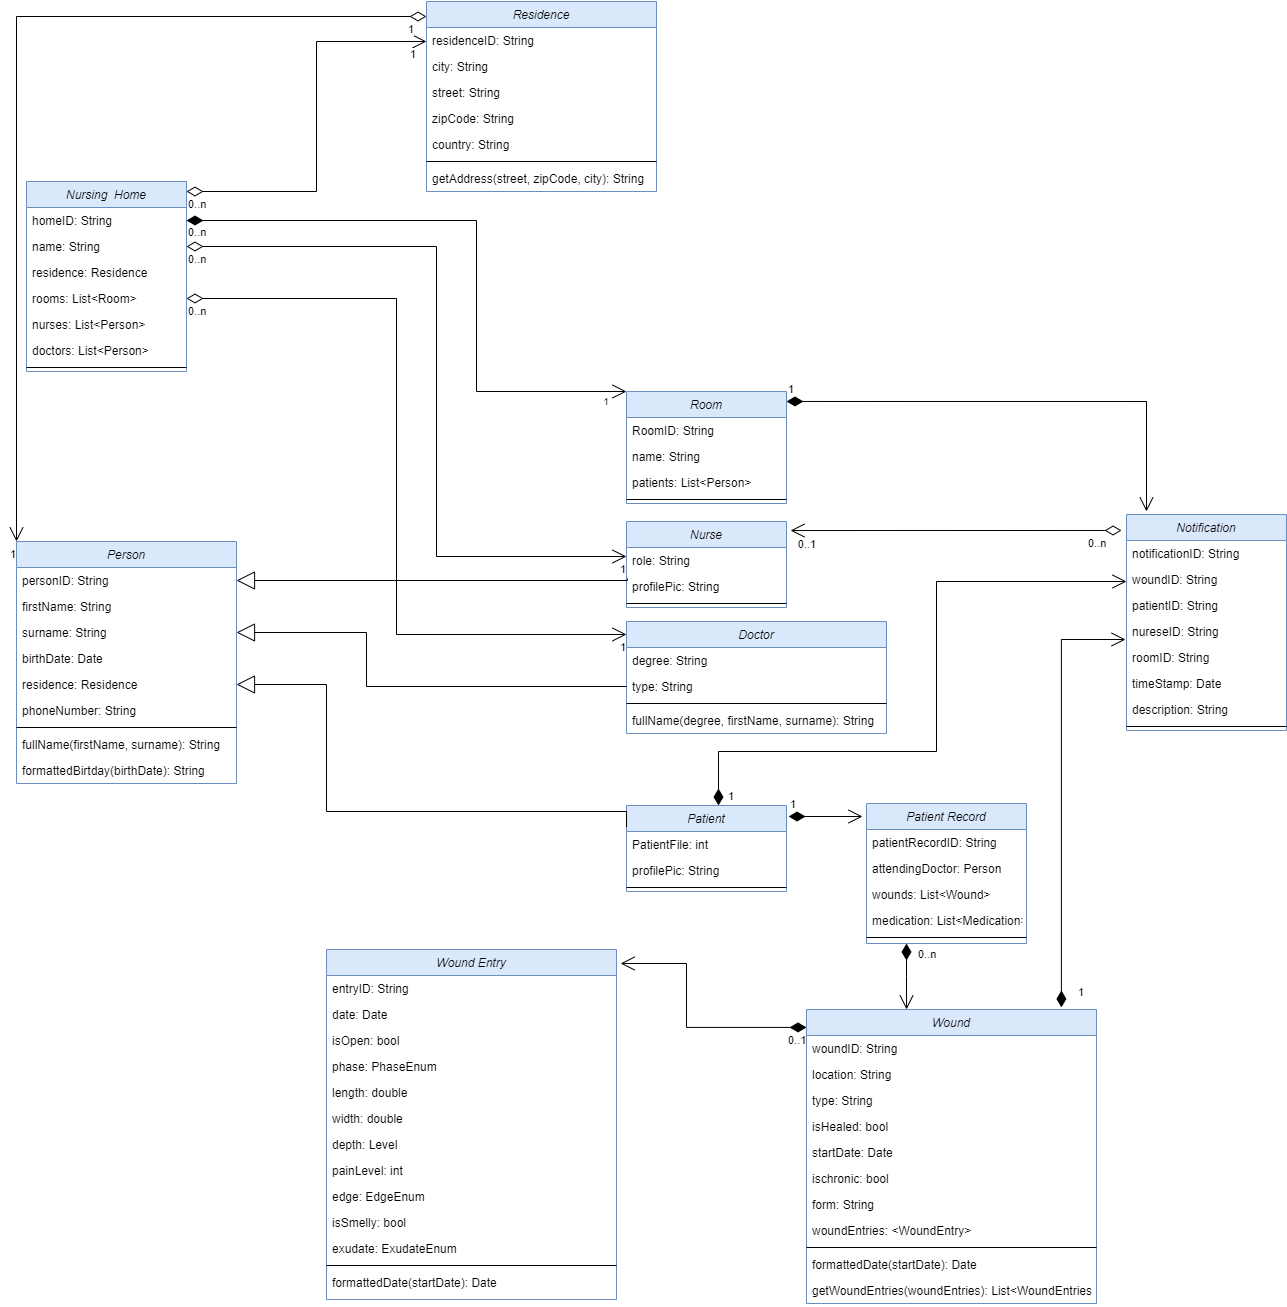 Residence
residenceID: String
city: String
street: String
zipCode: String
country: String
getAddress(street, zipCode, city): String
1
1
Nursing Home
homeID: String
name: String
residence: Residence
rooms: List<Room>
nurses: List<Person>
doctors: List<Person>
0..n
0..n
0..n
0..n
Room
RoomID: String
name: String
patients: List<Person>
1
1
Nurse
role: String
profilePic: String
1
0..1
0..n
Notification
notificationID: String
woundID: String
patientID: String
nureseID: String
roomID: String
timeStamp: Date
description: String
1
Person
personID: String
firstName: String
surname: String
birthDate: Date
residence: Residence
phoneNumber: String
fullName(firstName, surname): String
formattedBirtday(birthDate): String
1
Doctor
degree: String
type: String
fullName(degree, firstName, surname): String
1
Patient
PatientFile: int
profilePic: String
1
Patient Record
patientRecordID: String
attendingDoctor: Person
wounds: List<Wound>
medication: List<Medication
0..n
1
Wound Entry
entryID: String
date: Date
isOpen: bool
phase: PhaseEnum
length: double
width: double
depth: Level
painLevel: int
edge: EdgeEnum
isSmelly: bool
exudate: ExudateEnum
formattedDate(startDate): Date
0..1
Wound
woundID: String
location: String
type: String
isHealed: bool
startDate: Date
ischronic: bool
form: String
woundEntries: <WoundEntry>
formattedDate(startDate): Date
getWoundEntries(woundEntries): List<WoundEntries